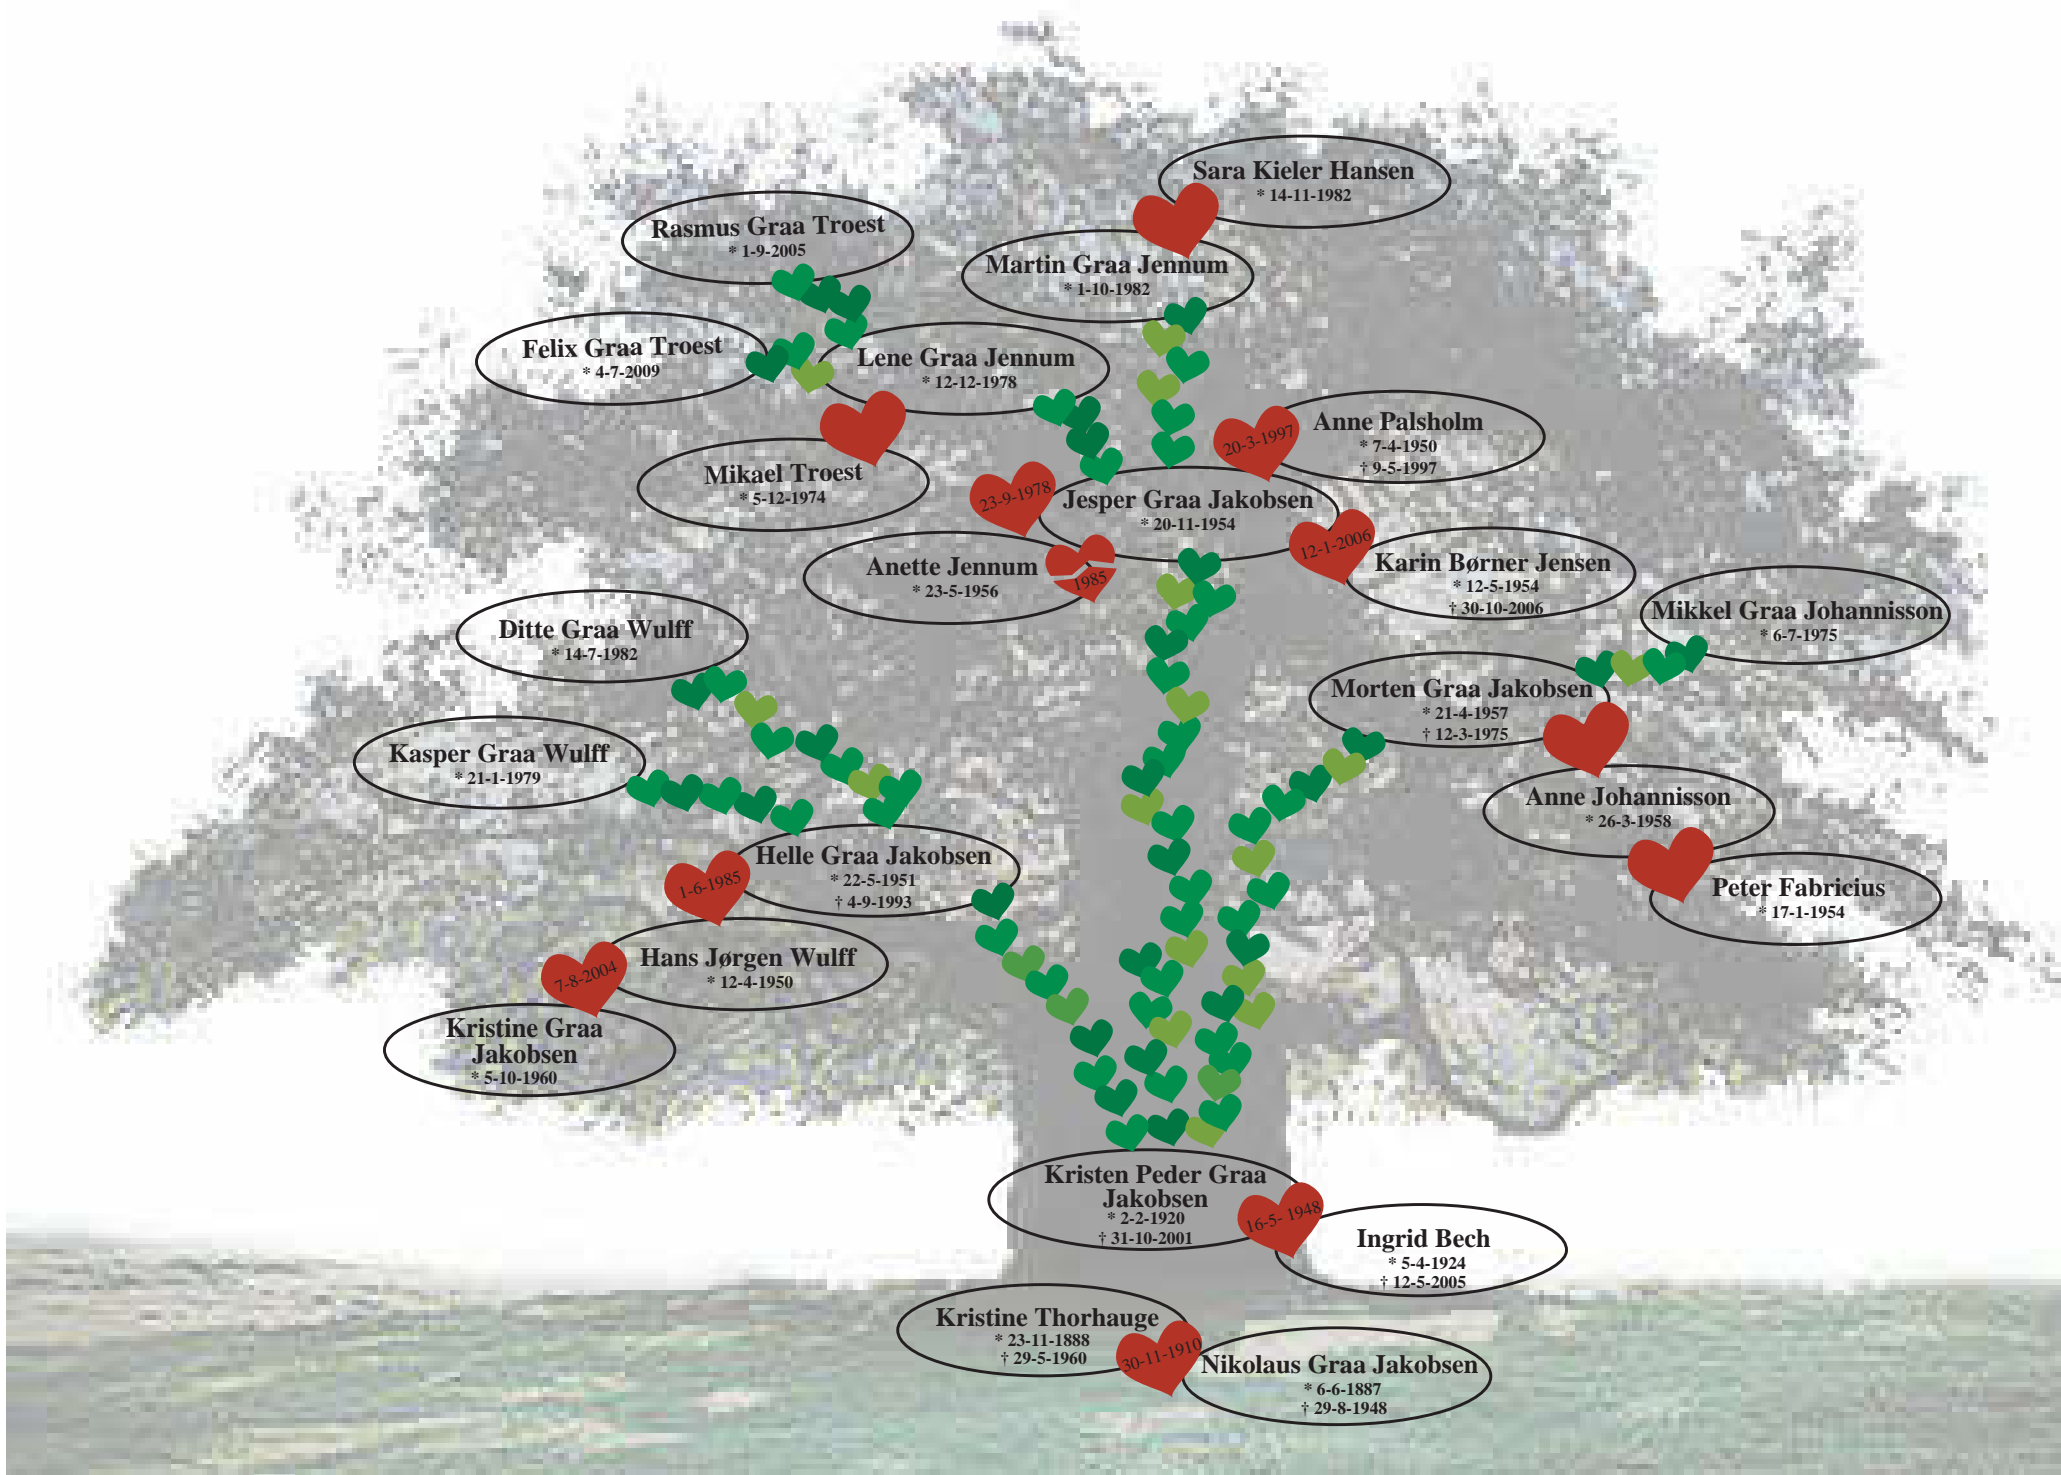 Sara Kieler Hansen
* 14-11-1982
Rasmus Graa Troest
* 1-9-2005
Martin Graa Jennum
* 1-10-1982
Felix Graa Troest
* 4-7-2009
Lene Graa Jennum
* 12-12-1978
Anne Palsholm
* 7-4-1950
† 9-5-1997
20-3-1997
Mikael Troest
* 5-12-1974
23-9-1978
Jesper Graa Jakobsen
* 20-11-1954
12-1-2006
Anette Jennum
* 23-5-1956
1985
Karin Børner Jensen
* 12-5-1954
† 30-10-2006
Mikkel Graa Johannisson
* 6-7-1975
Ditte Graa Wulff
* 14-7-1982
Morten Graa Jakobsen
* 21-4-1957
† 12-3-1975
Kasper Graa Wulff
* 21-1-1979
Anne Johannisson
* 26-3-1958
Helle Graa Jakobsen
* 22-5-1951
† 4-9-1993
1-6-1985
Peter Fabricius
* 17-1-1954
Hans Jørgen Wulff
* 12-4-1950
7-8-2004
Kristine Graa
Jakobsen
* 5-10-1960
Kristen Peder Graa
Jakobsen
* 2-2-1920
† 31-10-2001
16-5- 1948
Ingrid Bech
* 5-4-1924
† 12-5-2005
Kristine Thorhauge
* 23-11-1888
† 29-5-1960
30-11-1910
Nikolaus Graa Jakobsen
* 6-6-1887
† 29-8-1948